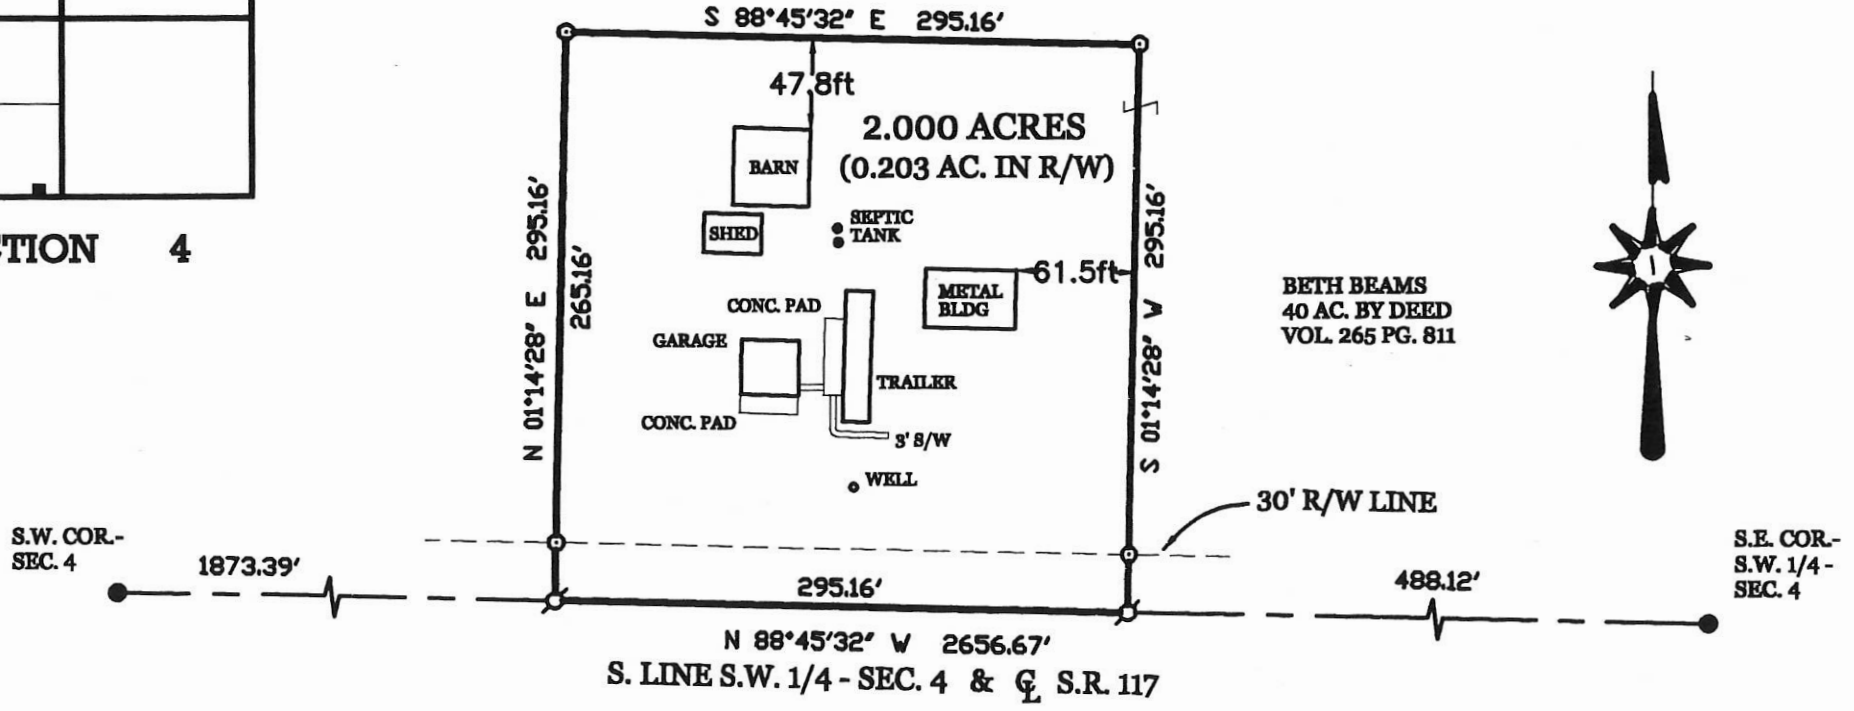 S 88°45'32" E 295.16'
47.8ft
2.000 ACRES
(0.203 AC. IN R/W)
BARN
N 01°14'28" E 295.16'
265.16'
S 01°14'28" W 295.16'
SHED
SEPTIC
TANK
TION 4
61.5ft
METAL
BLDG
CONC. PAD
GARAGE
TRAILER
CONC. PAD
3' S/W
WELL
BETH BEAMS
40 AC. BY DEED
VOL. 265 PG. 811
1
30' R/W LINE
S.W. COR.-
SEC. 4
1873.39'
295.16'
488.12'
S.E. COR.-
S.W. 1/4 -
SEC. 4
N 88°45'32" W 2656.67'
S. LINE S.W. 1/4 - SEC. 4 & ℄ S.R. 117